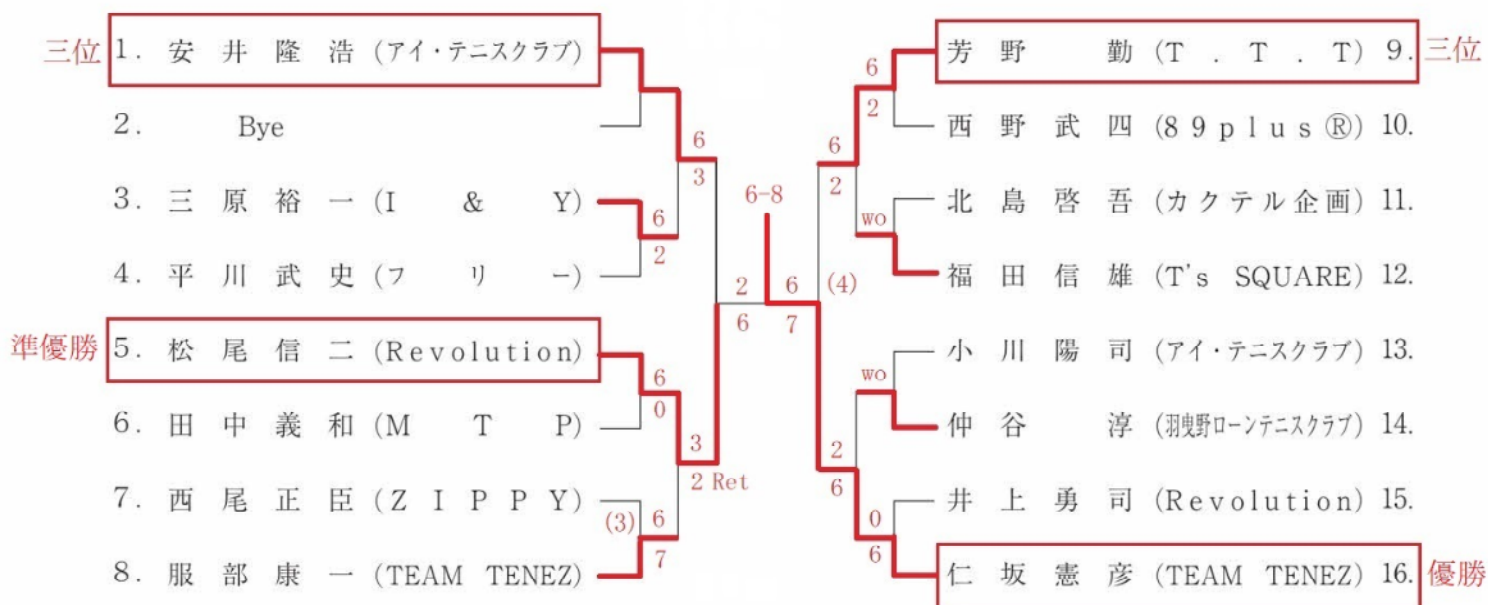 三位 1. 安井隆浩 (アイ・テニスクラブ)
2. Bye
6
3
3. 三原裕一 (I & Y)
6
2
4. 平川武史 (フリー)
準優勝 5. 松尾信二 (Revolution)
6
0
6. 田中義和 (M T P)
3
2 Ret
7. 西尾正臣 (ZIPPY)
(3) 6
7
8. 服部康一 (TEAM TENEZ)
2
6
6-8
6 (4)
7
芳野 勤 (T . T . T) 9. 三位
6
2
西野武四 (89plus®) 10.
6
2
北島啓吾 (カクテル企画) 11.
wo
福田信雄 (T's SQUARE) 12.
小川陽司 (アイ・テニスクラブ) 13.
wo
仲谷 淳 (羽曳野ローンテニスクラブ) 14.
2
6
井上勇司 (Revolution) 15.
0
6
仁坂憲彦 (TEAM TENEZ) 16. 優勝